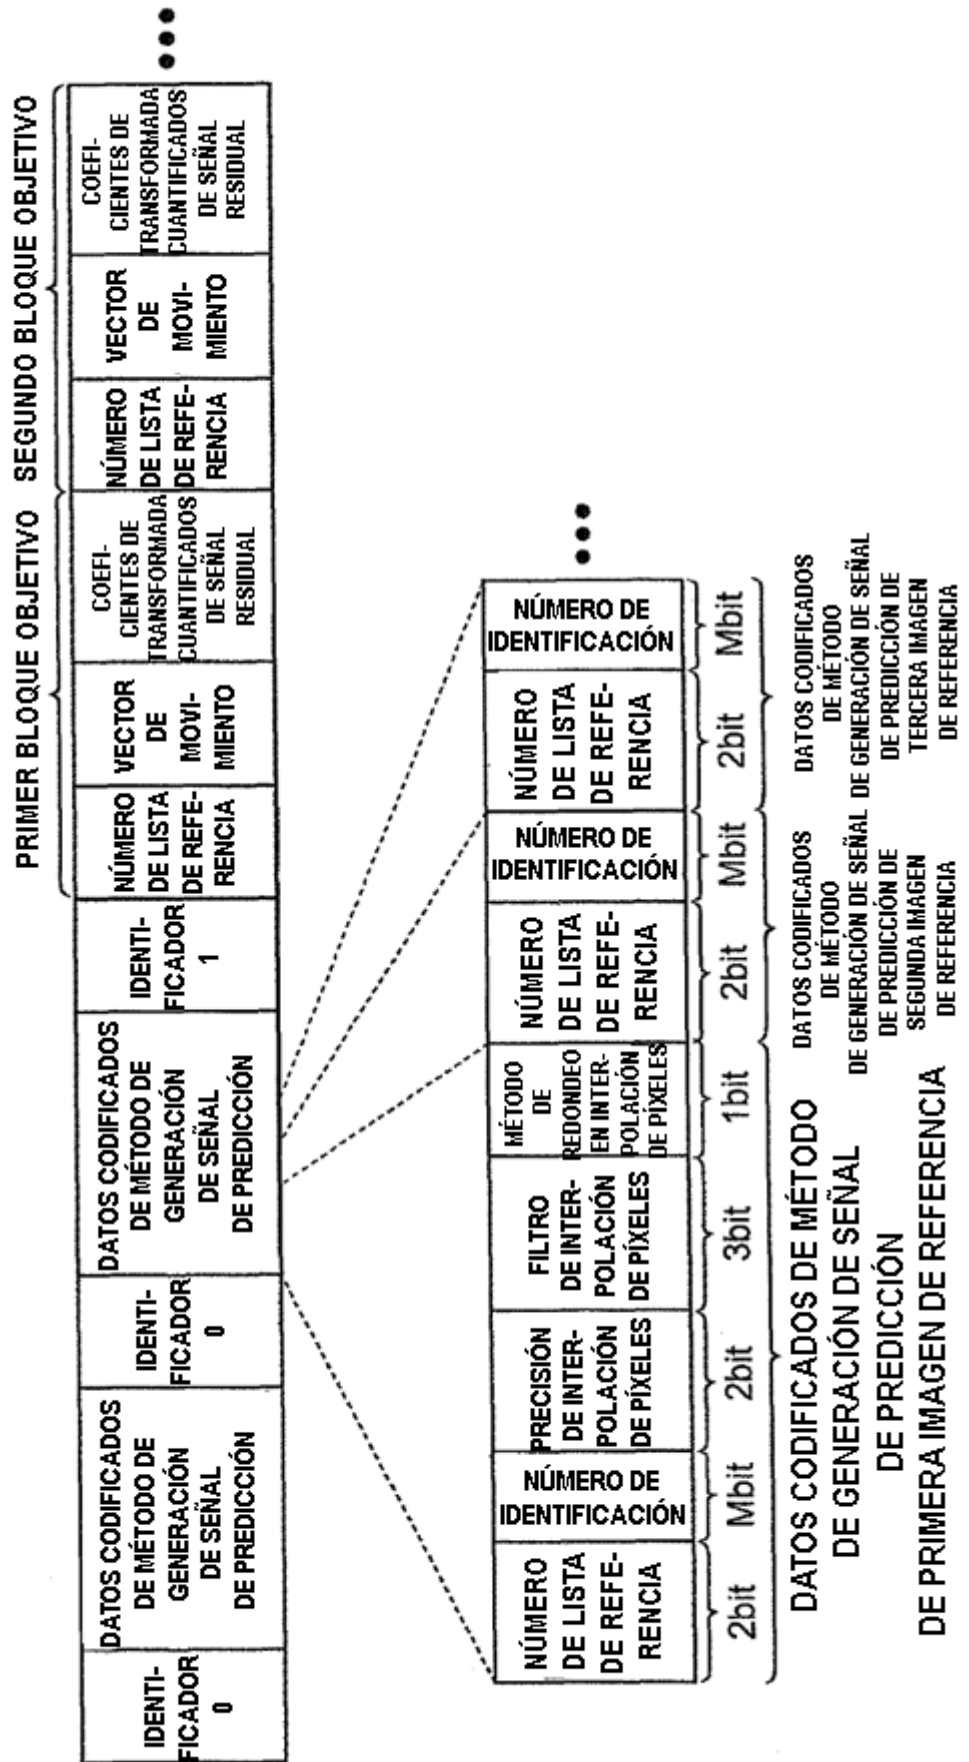 PRIMER BLOQUE OBJETIVO
SEGUNDO BLOQUE OBJETIVO
IDENTI-
FICADOR
0
DATOS CODIFICADOS
DE MÉTODO DE
GENERACIÓN
DE SEÑAL
DE PREDICCIÓN
IDENTI-
FICADOR
0
DATOS CODIFICADOS
DE MÉTODO DE
GENERACIÓN
DE SEÑAL
DE PREDICCIÓN
IDENTI-
FICADOR
1
NÚMERO
DE LISTA
DE REFE-
RENCIA
VECTOR
DE
MOVI-
MIENTO
COEFI-
CIENTES DE
TRANSFORMADA
CUANTIFICADOS
DE SEÑAL
RESIDUAL
NÚMERO
DE LISTA
DE REFE-
RENCIA
VECTOR
DE
MOVI-
MIENTO
COEFI-
CIENTES DE
TRANSFORMADA
CUANTIFICADOS
DE SEÑAL
RESIDUAL
•••
NÚMERO
DE LISTA
DE REFE-
RENCIA
NÚMERO DE
IDENTIFICACIÓN
PRECISIÓN
DE INTER-
POLACIÓN
DE PÍXELES
FILTRO
DE INTER-
POLACIÓN
DE PÍXELES
MÉTODO
DE
REDONDEO
EN INTER-
POLACIÓN
DE PÍXELES
NÚMERO
DE LISTA
DE REFE-
RENCIA
NÚMERO DE
IDENTIFICACIÓN
NÚMERO
DE LISTA
DE REFE-
RENCIA
NÚMERO DE
IDENTIFICACIÓN
•••
2bit
Mbit
2bit
3bit
1bit
2bit
Mbit
2bit
Mbit
DATOS CODIFICADOS DE MÉTODO
DE GENERACIÓN DE SEÑAL
DE PREDICCIÓN
DE PRIMERA IMAGEN DE REFERENCIA
DATOS CODIFICADOS
DE MÉTODO
DE GENERACIÓN DE SEÑAL
DE PREDICCIÓN DE
SEGUNDA IMAGEN
DE REFERENCIA
DATOS CODIFICADOS
DE MÉTODO
DE GENERACIÓN DE SEÑAL
DE PREDICCIÓN DE
TERCERA IMAGEN
DE REFERENCIA